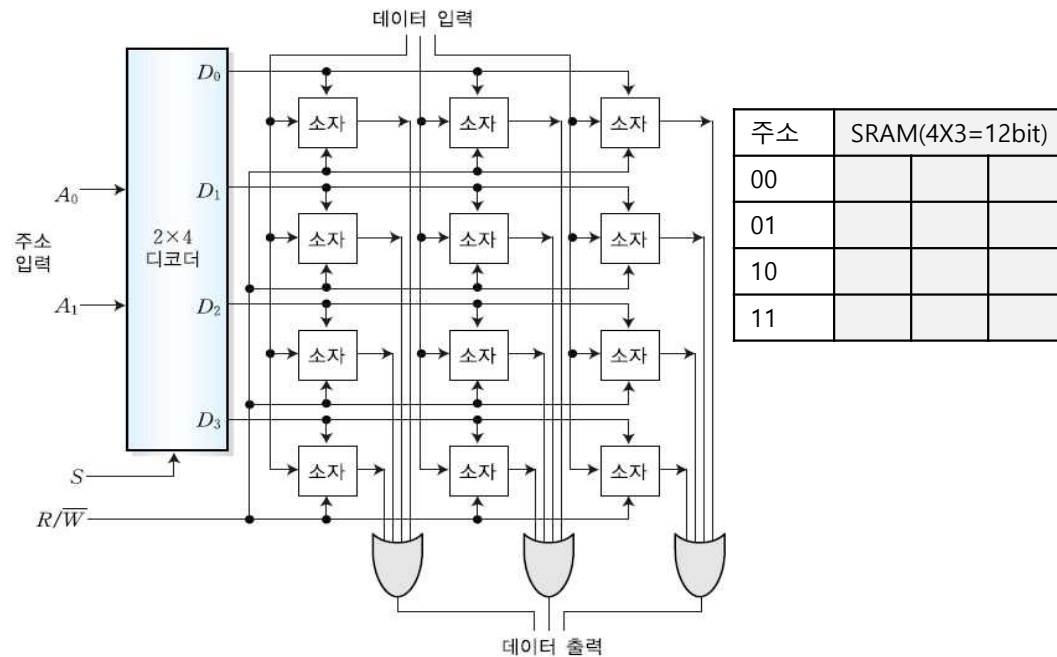 데이터 입력
D₀
소자 소자 소자
A₀
D₁
주소
입력
2×4
디코더
소자 소자 소자
A₁
D₂
소자 소자 소자
D₃
소자 소자 소자
S
R/W̅
데이터 출력
주소 SRAM(4X3=12bit)
00
01
10
11